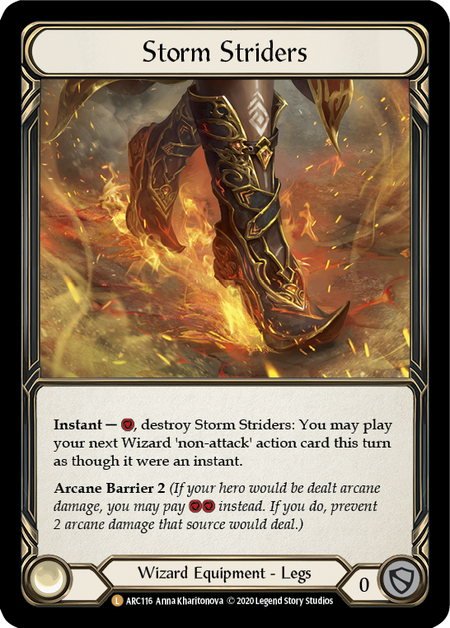 Storm Striders
Instant — , destroy Storm Striders: You may play
your next Wizard 'non-attack' action card this turn
as though it were an instant.
Arcane Barrier 2 (If your hero would be dealt arcane
damage, you may pay instead. If you do, prevent
2 arcane damage that source would deal.)
Wizard Equipment - Legs
0
L ARC116 Anna Kharitonova © 2020 Legend Story Studios